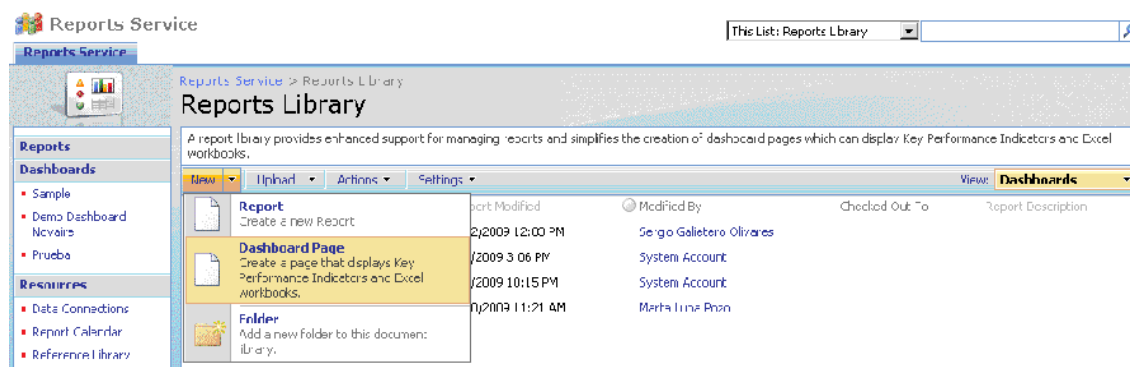 Reports Service
This List: Reports Library
Reports Service
Reports Service > Reports Library
Reports Library
A report library provides enhanced support for managing reports and simplifies the creation of dashboard pages which can display Key Performance Indicators and Excel
workbooks.
Reports
Dashboards
Sample
Demo Dashboard
Novaire
Prueba
Resources
Data Connections
Report Calendar
Reference Library
New Upload Actions Settings View: Dashboards
Report
Create a new Report
Dashboard Page
Create a page that displays Key
Performance Indicators and Excel
workbooks.
Folder
Add a new folder to this document
library.
Modified Modified By Checked Out To Report Description
2/2009 12:00 PM Sergio Galietero Olivares
/2009 3:06 PM System Account
/2009 10:15 PM System Account
0/2009 11:21 AM Marta Luna Pozo